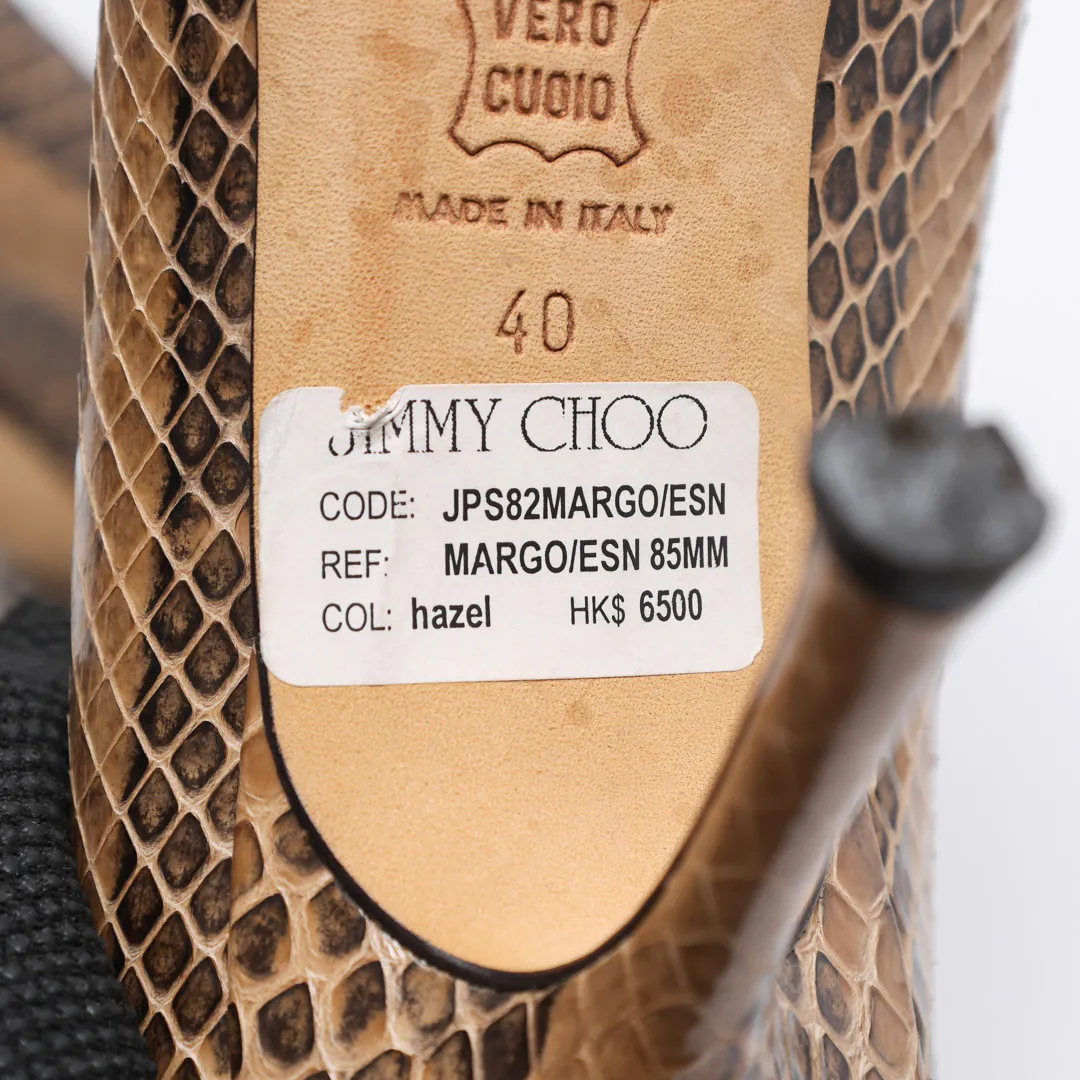 VERO
CUOIO
MADE IN ITALY
40
JIMMY CHOO
CODE: JPS82MARGO/ESN
REF: MARGO/ESN 85MM
COL: hazel HK$ 6500